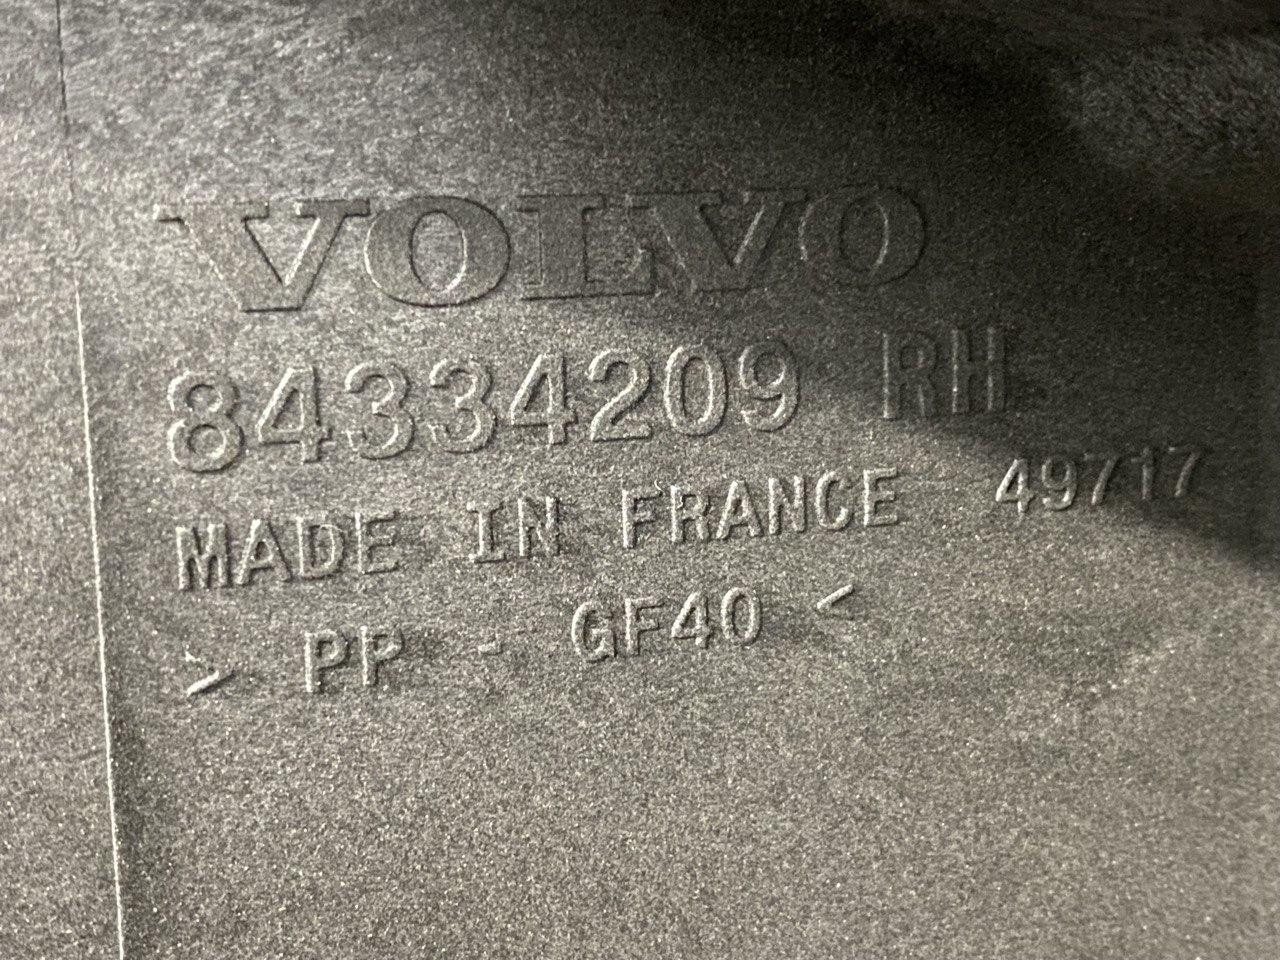 VOLVO
84334209 RH
MADE IN FRANCE 49717
> PP - GF40 <